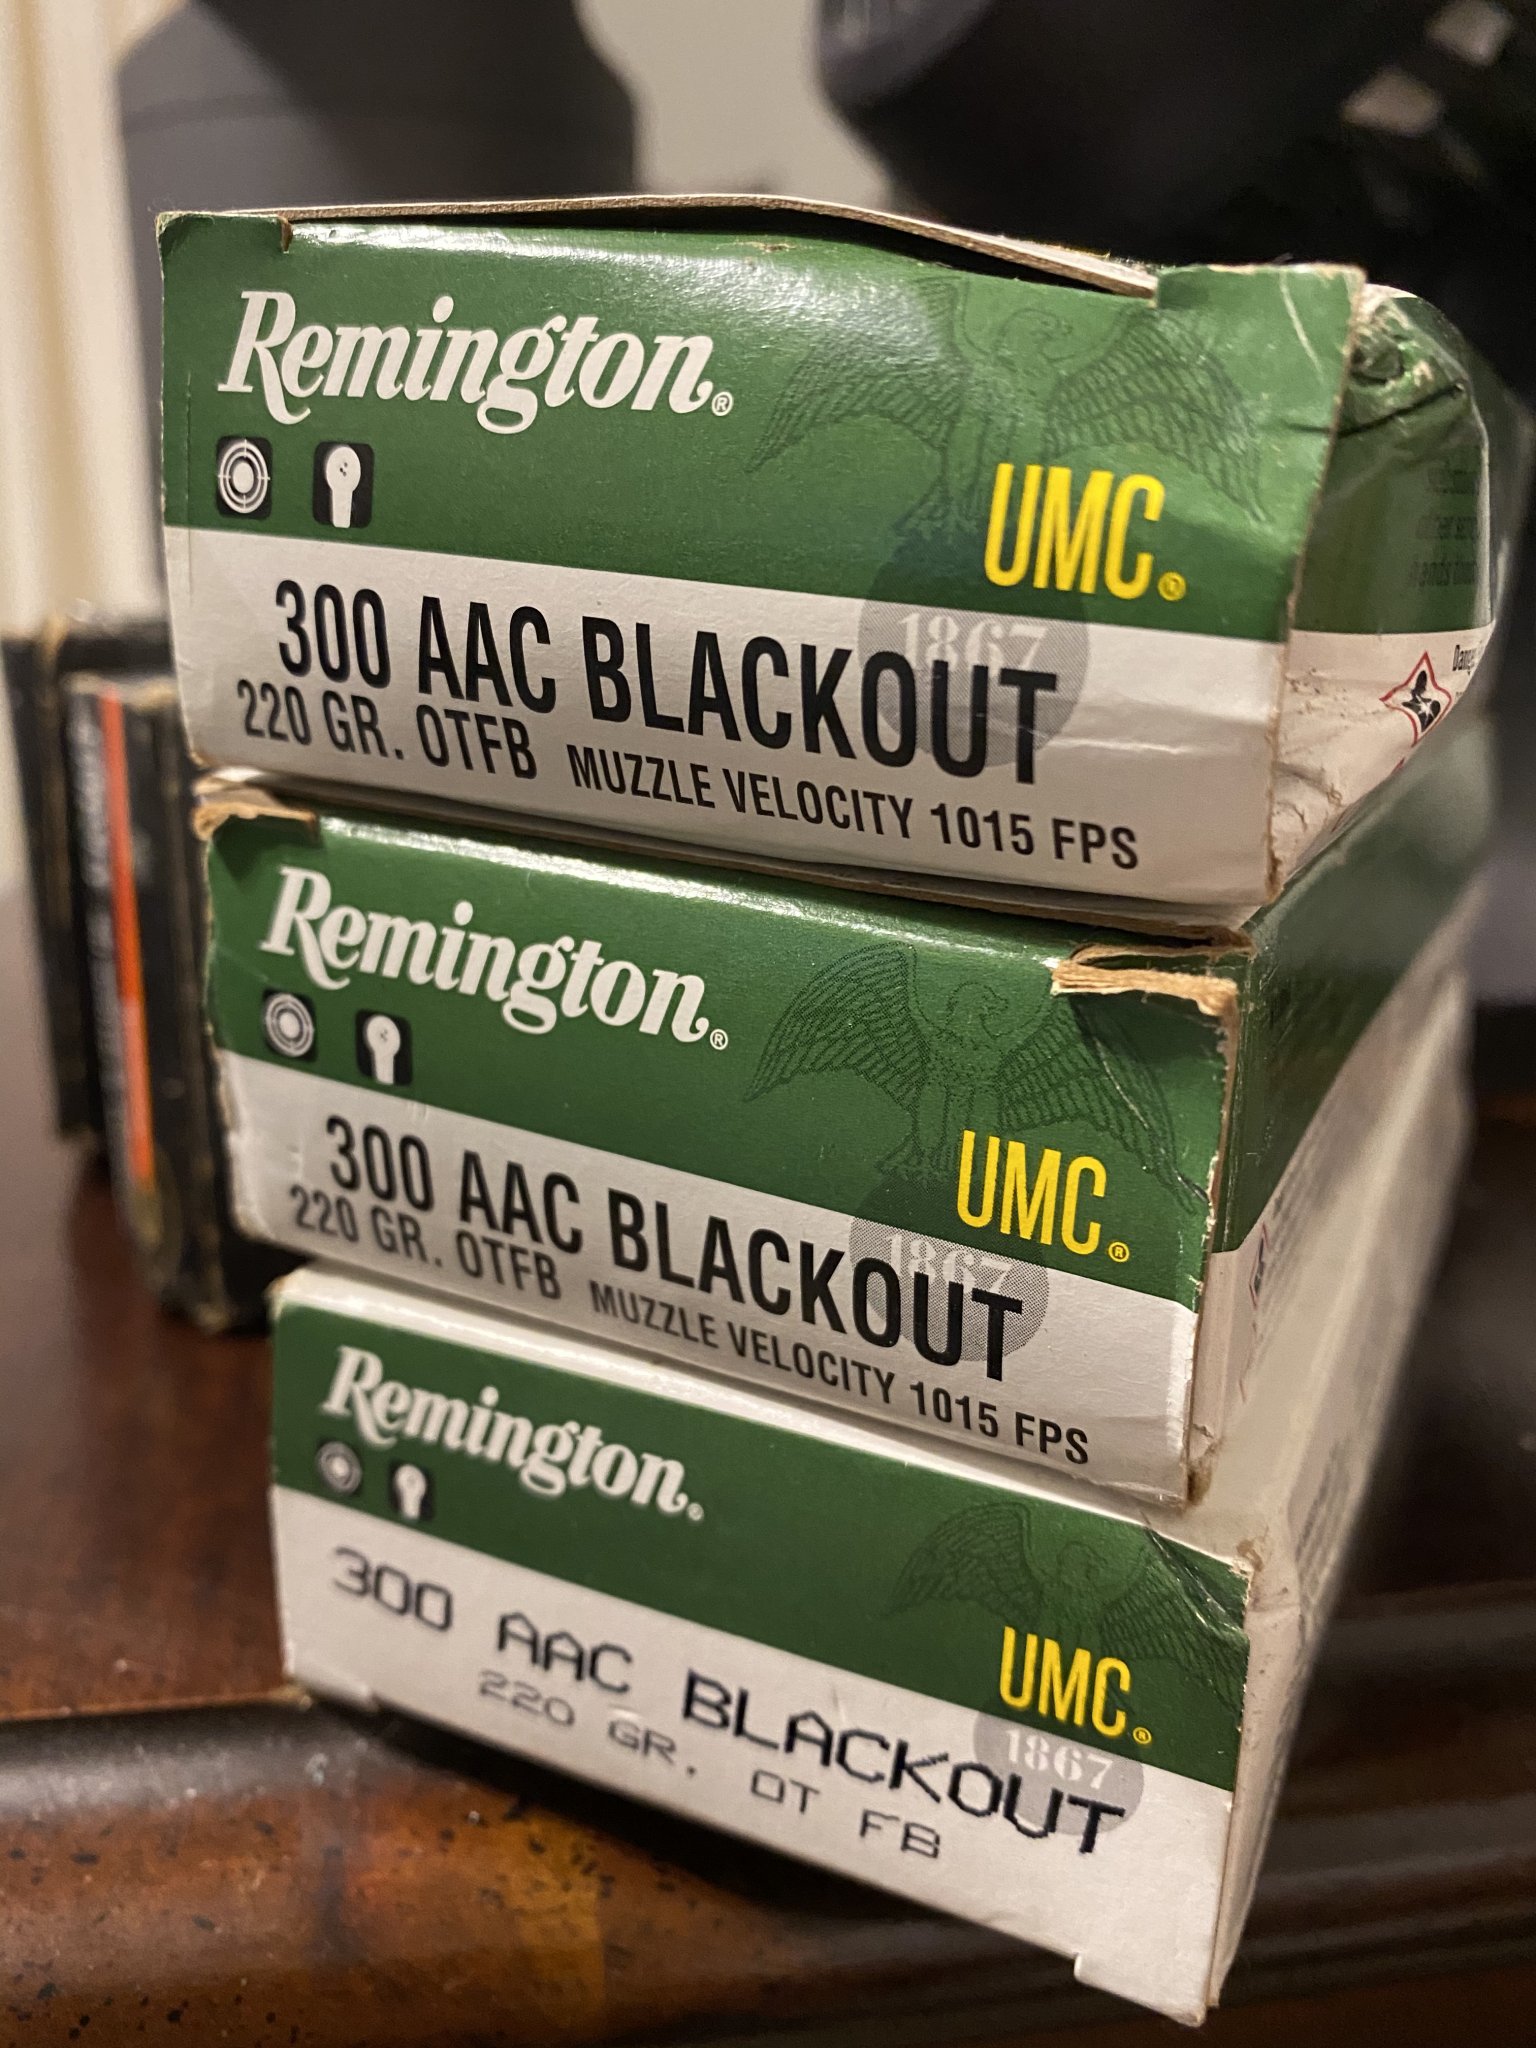 Remington®
UMC®
1867
300 AAC BLACKOUT
220 GR. OTFB MUZZLE VELOCITY 1015 FPS
Remington®
UMC®
1867
300 AAC BLACKOUT
220 GR. OTFB MUZZLE VELOCITY 1015 FPS
Remington®
UMC®
1867
300 AAC BLACKOUT
220 GR. OT FB